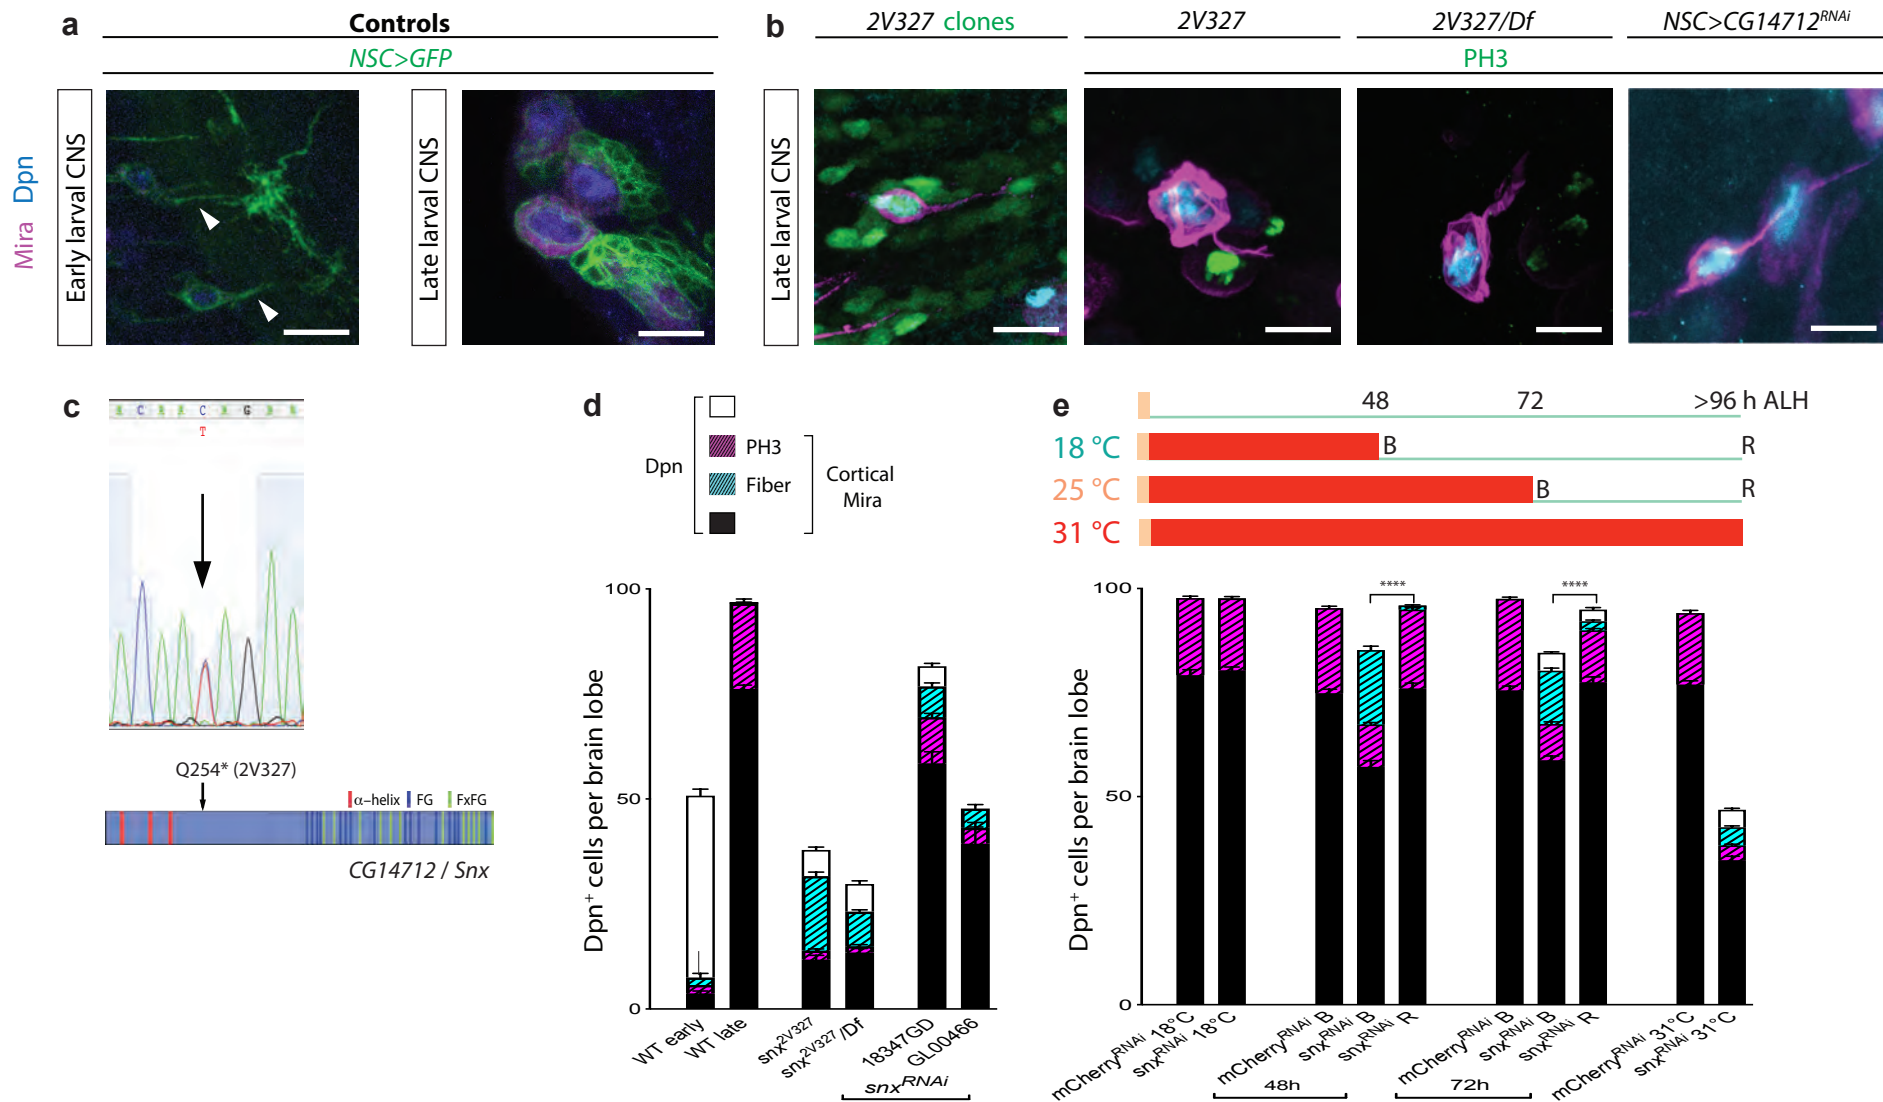 a
Controls
NSC>GFP
Mira Dpn
Early larval CNS
Late larval CNS
b
2V327 clones
2V327
2V327/Df
NSC>CG14712RNAi
PH3
Late larval CNS
c
T
Q254* (2V327)
α-helix FG FxFG
CG14712 / Snx
d
Dpn
PH3
Fiber
Cortical
Mira
Dpn+ cells per brain lobe
100
50
0
WT early
WT late
snx2V327
snx2V327/Df
18347GD
GL00466
snxRNAi
e
48 72 >96 h ALH
18 °C B R
25 °C B R
31 °C
Dpn+ cells per brain lobe
100
50
0
**** ****
mCherryRNAi 18°C
snxRNAi 18°C
mCherryRNAi B
snxRNAi B
snxRNAi R
mCherryRNAi B
snxRNAi B
snxRNAi R
mCherryRNAi 31°C
snxRNAi 31°C
48h
72h